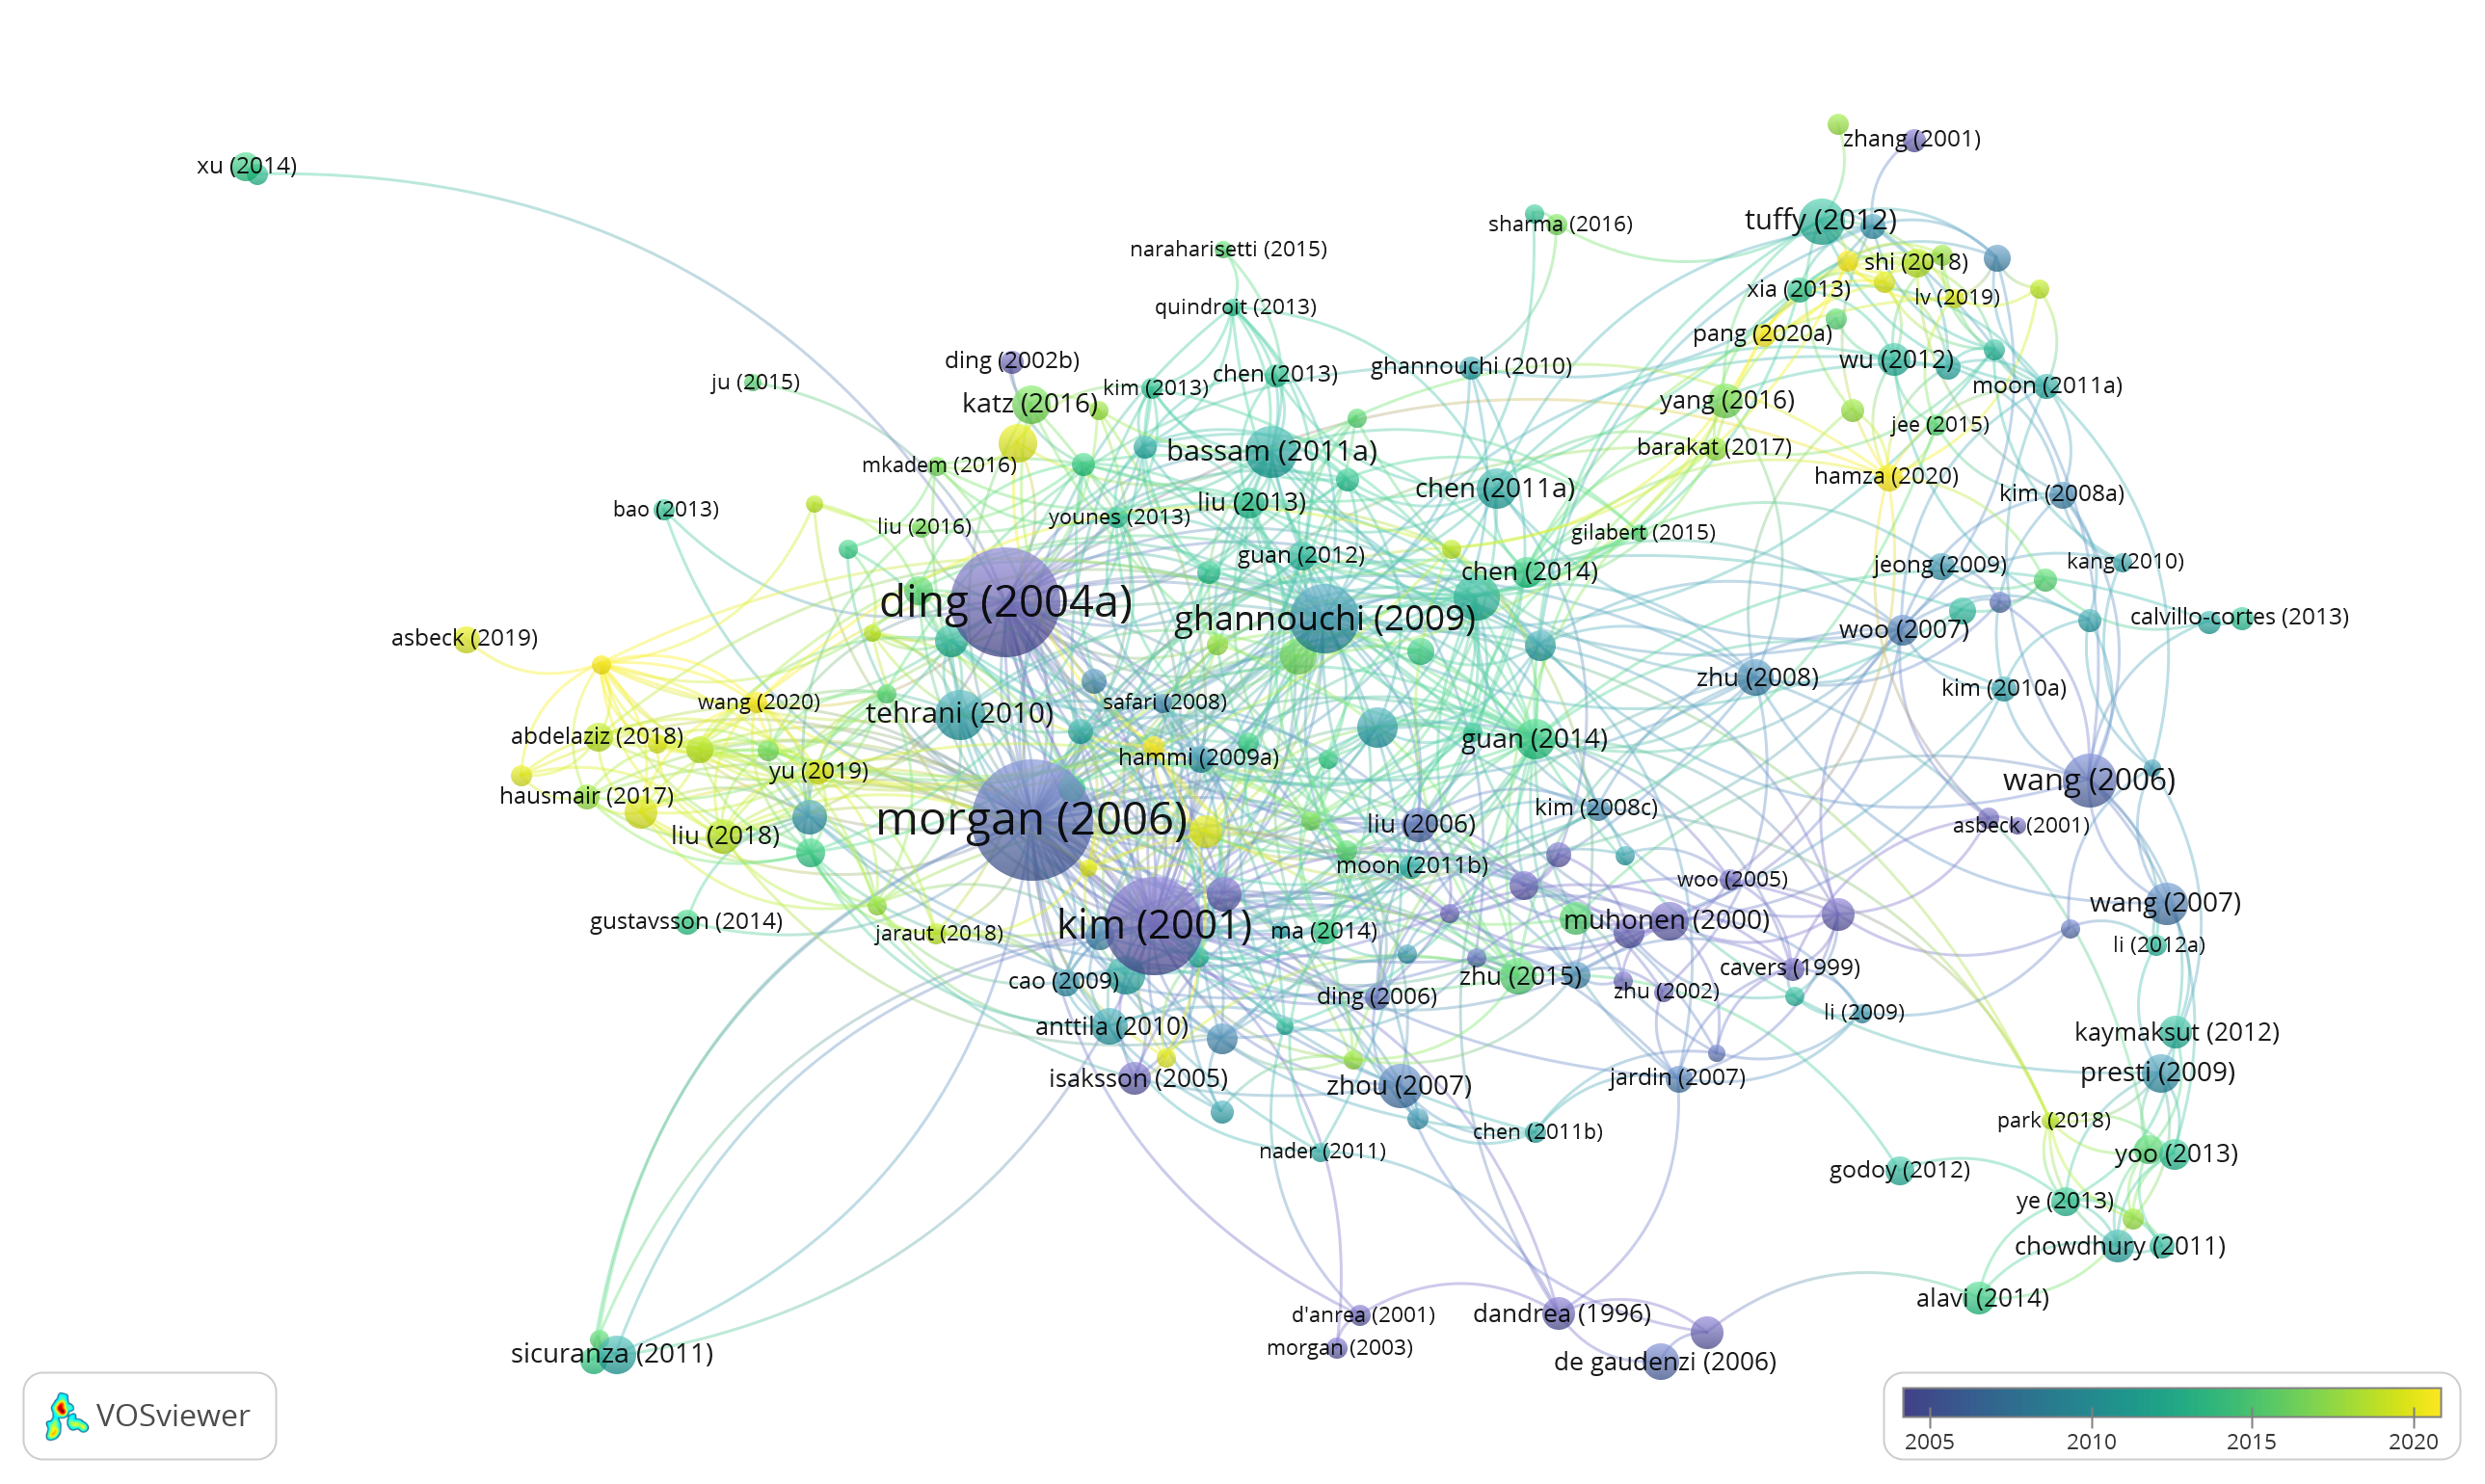 zhang (2001)
xu (2014)
tuffy (2012)
sharma (2016)
naraharisetti (2015)
shi (2018)
xia (2013)
lv (2019)
quindroit (2013)
pang (2020a)
ding (2002b)
wu (2012)
ghannouchi (2010)
chen (2013)
ju (2015)
kim (2013)
moon (2011a)
katz (2016)
yang (2016)
jee (2015)
barakat (2017)
bassam (2011a)
mkadem (2016)
hamza (2020)
chen (2011a)
kim (2008a)
liu (2013)
bao (2013)
younes (2013)
liu (2016)
gilabert (2015)
guan (2012)
kang (2010)
jeong (2009)
chen (2014)
ding (2004a)
ghannouchi (2009)
calvillo-cortes (2013)
woo (2007)
asbeck (2019)
zhu (2008)
kim (2010a)
wang (2020)
safari (2008)
tehrani (2010)
abdelaziz (2018)
guan (2014)
hammi (2009a)
yu (2019)
wang (2006)
hausmair (2017)
kim (2008c)
morgan (2006)
liu (2006)
asbeck (2001)
liu (2018)
moon (2011b)
woo (2005)
wang (2007)
gustavsson (2014)
muhonen (2000)
kim (2001)
jaraut (2018)
ma (2014)
li (2012a)
cavers (1999)
zhu (2015)
cao (2009)
zhu (2002)
ding (2006)
li (2009)
anttila (2010)
kaymaksut (2012)
presti (2009)
isaksson (2005)
jardin (2007)
zhou (2007)
park (2018)
chen (2011b)
nader (2011)
yoo (2013)
godoy (2012)
ye (2013)
chowdhury (2011)
alavi (2014)
d'anrea (2001)
dandrea (1996)
morgan (2003)
sicuranza (2011)
de gaudenzi (2006)
VOSviewer
2005 2010 2015 2020